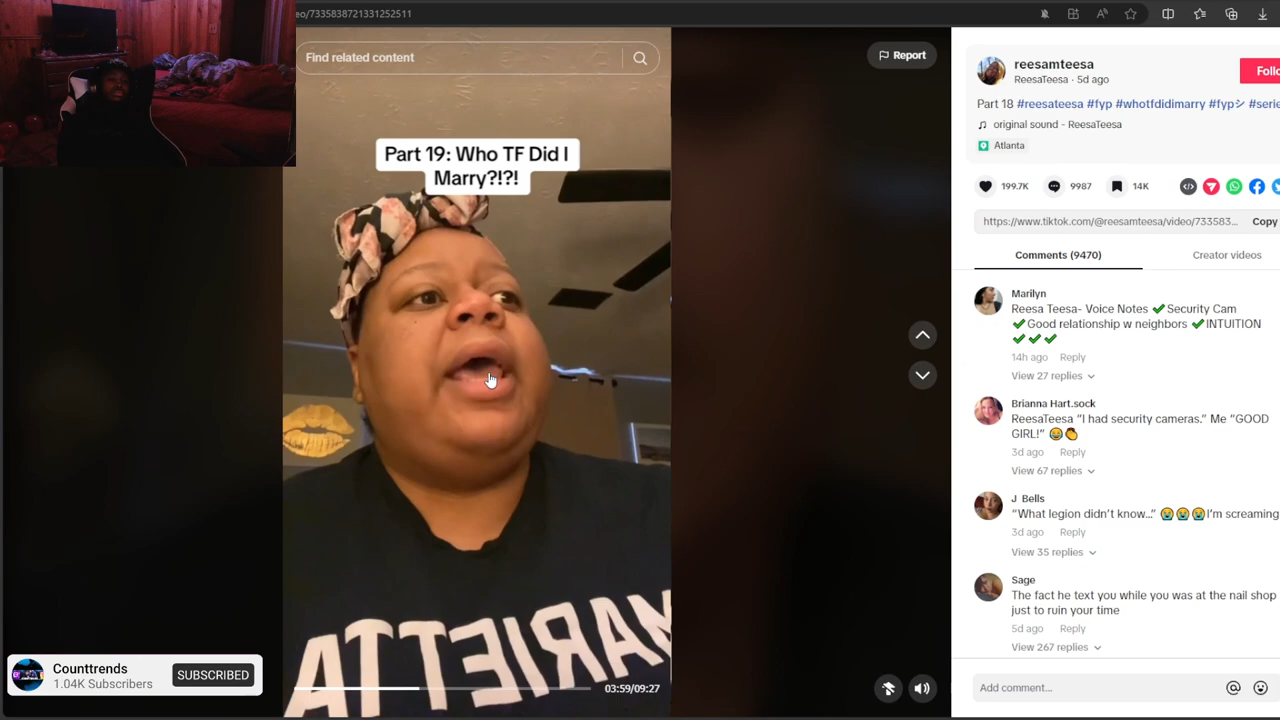 eo/7335838721331252511
Find related content
Report
Part 19: Who TF Did I
Marry?!?!
MARIETTA
03:59/09:27
Counttrends
1.04K Subscribers
SUBSCRIBED
reesamteesa
ReesaTeesa · 5d ago
Follo
Part 18 #reesateesa #fyp #whotfdidimarry #fypシ #serie
original sound - ReesaTeesa
Atlanta
199.7K
9987
14K
https://www.tiktok.com/@reesamteesa/video/733583...
Copy
Comments (9470)
Creator videos
Marilyn
Reesa Teesa- Voice Notes ✔Security Cam
✔Good relationship w neighbors ✔INTUITION
✔✔✔
14h ago Reply
View 27 replies
Brianna Hart.sock
ReesaTeesa “I had security cameras.” Me “GOOD
GIRL!” 😂👏
3d ago Reply
View 67 replies
J Bells
“What legion didn’t know...” 😭😭😭I’m screaming
3d ago Reply
View 35 replies
Sage
The fact he text you while you was at the nail shop
just to ruin your time
5d ago Reply
View 267 replies
Add comment...